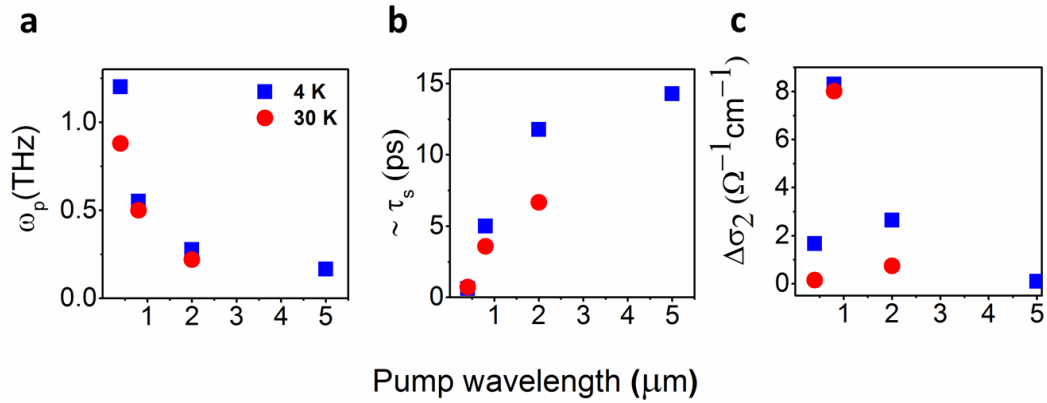 a
b
c
ω_p(THz)
1.0
0.5
0.0
4 K
30 K
1 2 3 4 5
~ τ_s (ps)
15
10
5
0
1 2 3 4 5
Δσ₂ (Ω⁻¹cm⁻¹)
8
6
4
2
0
1 2 3 4 5
Pump wavelength (μm)